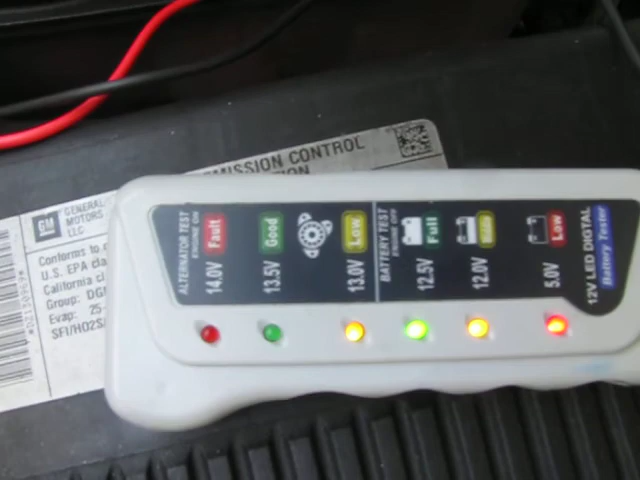 EMISSION CONTROL
GM
GENERAL
MOTORS
LLC
Conforms to
U.S. EPA
California
Group:
Evap: 25-
SFI/HO2S
ALTERNATOR TEST
ENGINE ON
14.0V Fault
13.5V Good
13.0V Low
BATTERY TEST
ENGINE OFF
12.5V Full
12.0V
5.0V Low
12V LED DIGITAL
Battery Tester